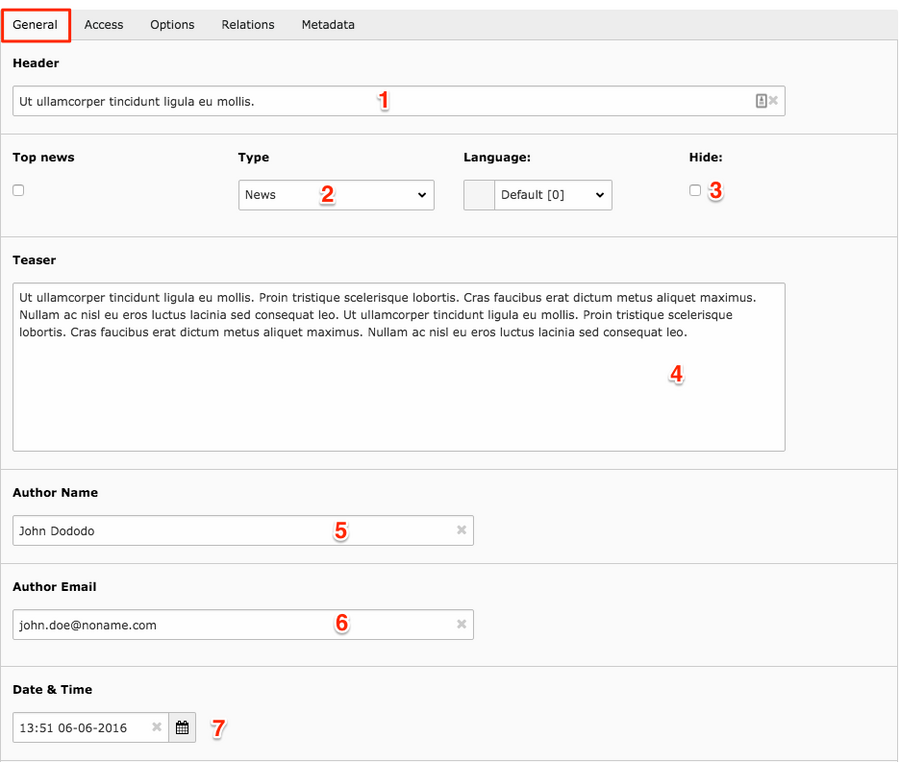 General Access Options Relations Metadata
Header
Ut ullamcorper tincidunt ligula eu mollis. 1
Top news Type Language: Hide:
News 2 Default [0] 3
Teaser
Ut ullamcorper tincidunt ligula eu mollis. Proin tristique scelerisque lobortis. Cras faucibus erat dictum metus aliquet maximus.
Nullam ac nisl eu eros luctus lacinia sed consequat leo. Ut ullamcorper tincidunt ligula eu mollis. Proin tristique scelerisque
lobortis. Cras faucibus erat dictum metus aliquet maximus. Nullam ac nisl eu eros luctus lacinia sed consequat leo.
4
Author Name
John Dododo 5
Author Email
john.doe@noname.com 6
Date & Time
13:51 06-06-2016 7